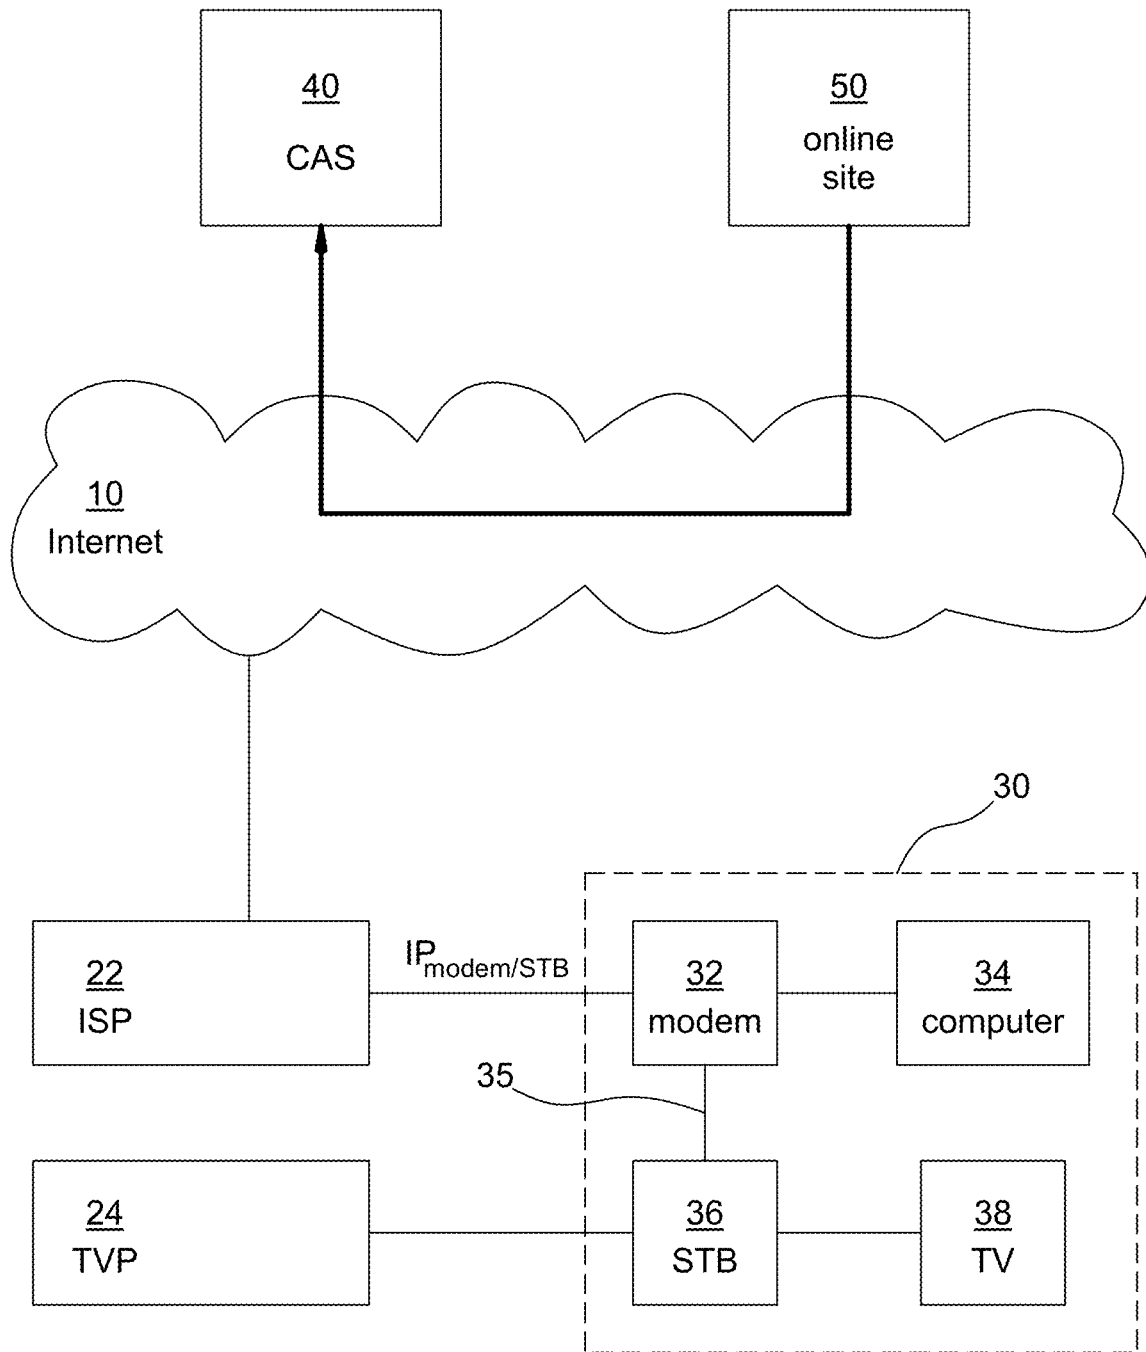 40
CAS
50
online
site
10
Internet
30
22
ISP
IPmodem/STB
32
modem
34
computer
35
24
TVP
36
STB
38
TV